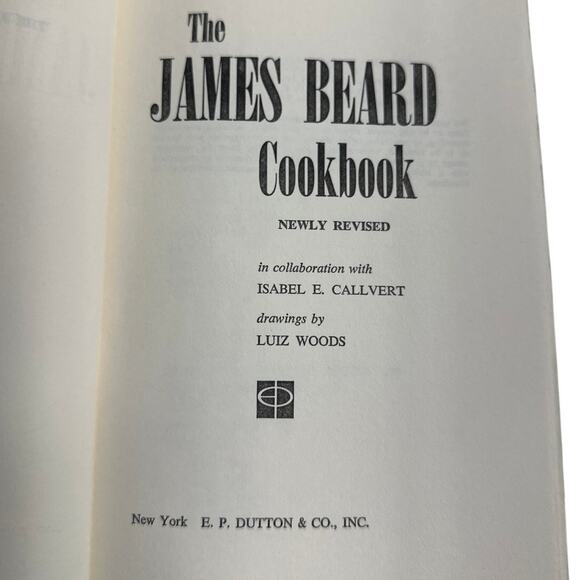 The
JAMES BEARD
Cookbook
NEWLY REVISED
in collaboration with
ISABEL E. CALLVERT
drawings by
LUIZ WOODS
New York E. P. DUTTON & CO., INC.